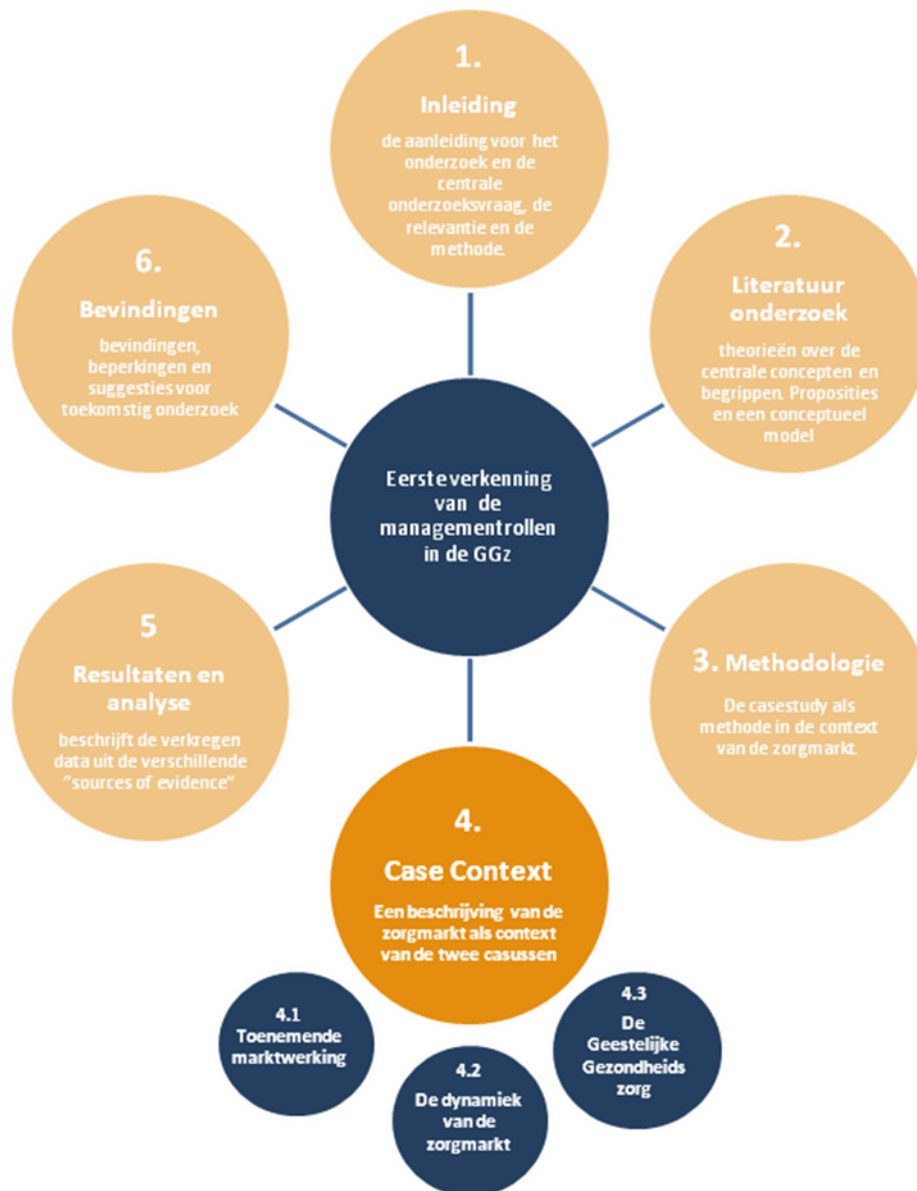 1.
Inleiding
de aanleiding voor het
onderzoek en de
centrale
onderzoeksvraag, de
relevantie en de
methode.
2.
Literatuur
onderzoek
theorieën over de
centrale concepten en
begrippen. Proposities
en een conceptueel
model
3. Methodologie
De casestudy als
methode in de context
van de zorgmarkt.
4.
Case Context
Een beschrijving van de
zorgmarkt als context
van de twee casussen
4.1
Toenemende
marktwerking
4.2
De dynamiek
van de
zorgmarkt
4.3
De
Geestelijke
Gezondheids
zorg
5
Resultaten en
analyse
beschrijft de verkregen
data uit de verschillende
"sources of evidence"
6.
Bevindingen
bevindingen,
beperkingen en
suggesties voor
toekomstig onderzoek
Eerste verkenning
van de
managementrollen
in de GGz